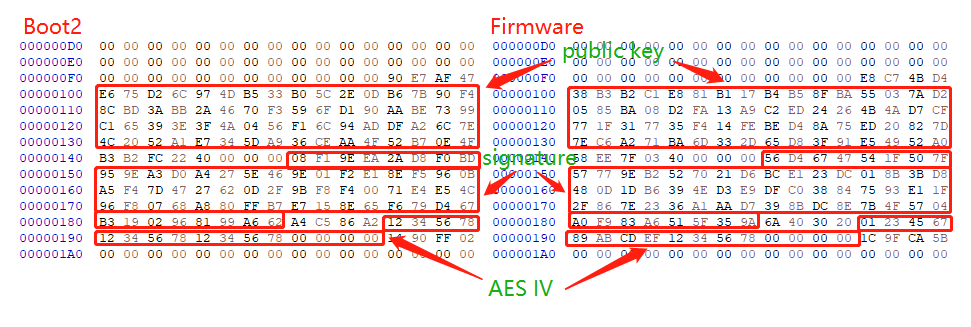 Boot2
000000D0 00 00 00 00 00 00 00 00 00 00 00 00 00 00 00 00
000000E0 00 00 00 00 00 00 00 00 00 00 00 00 00 00 00 00
000000F0 00 00 00 00 00 00 00 00 00 00 00 00 90 E7 AF 47
00000100 E6 75 D2 6C 97 4D B5 33 B0 5C 2E 0D B6 7B 90 F4
00000110 8C BD 3A BB 2A 46 70 F3 59 6F D1 90 AA BE 73 99
00000120 C1 65 39 3E 3F 4A 04 56 F1 6C 94 AD DF A2 6C 7E
00000130 4C 20 52 A1 E7 34 5D A9 36 CE AA 4F 52 B7 0E 4F
00000140 B3 B2 FC 22 40 00 00 00 08 F1 9E EA 2A D8 F0 BD
00000150 95 9E A3 D0 A4 27 5E 46 9E 01 F2 E1 8E F5 96 0B
00000160 A5 F4 7D 47 27 62 0D 2F 9B F8 F4 00 71 E4 E5 4C
00000170 96 F8 07 68 A8 80 FF B7 E7 15 8E 65 F6 79 D4 67
00000180 B3 19 02 96 81 99 A6 62 A4 C5 86 A2 12 34 56 78
00000190 12 34 56 78 12 34 56 78 00 00 00 00 90 FF 02
000001A0 00 00 00 00 00 00 00 00 00 00 00 00 00 00 00 00
Firmware
000000D0 00 00 00 00 00 00 00 00 00 00 00 00 00 00 00 00
public key
000000E0 00 00 00 00 00 00 00 00 00 00 00 00 00 00 00 00
000000F0 00 00 00 00 00 00 00 00 00 00 00 00 E8 C7 4B D4
00000100 38 B3 B2 C1 E8 81 B1 17 B4 B5 8F BA 55 03 7A D2
00000110 05 85 BA 08 D2 FA 13 A9 C2 ED 24 26 4B 4A D7 CF
00000120 77 1F 31 77 35 F4 14 FE BE D4 8A 75 ED 20 82 7D
00000130 7E C6 A2 71 BA 6D 33 2D 65 D8 3F 91 E5 49 52 A0
signature
00000140 58 EE 7F 03 40 00 00 00 56 D4 67 47 54 1F 50 7F
00000150 57 77 9E B2 52 70 21 D6 BC E1 23 DC 01 8B 3B D8
00000160 48 0D 1D B6 39 4E D3 E9 DF C0 38 84 75 93 E1 1F
00000170 2F 86 7E 23 36 A1 AA D7 39 8B DC 8E 7B 4F 57 04
00000180 A0 F9 83 A6 51 5F 35 9A 6A 40 30 20 01 23 45 67
00000190 89 AB CD EF 12 34 56 78 00 00 00 00 1C 9F CA 5B
000001A0 00 00 00 00 00 00 00 00 00 00 00 00 00 00 00 00
AES IV